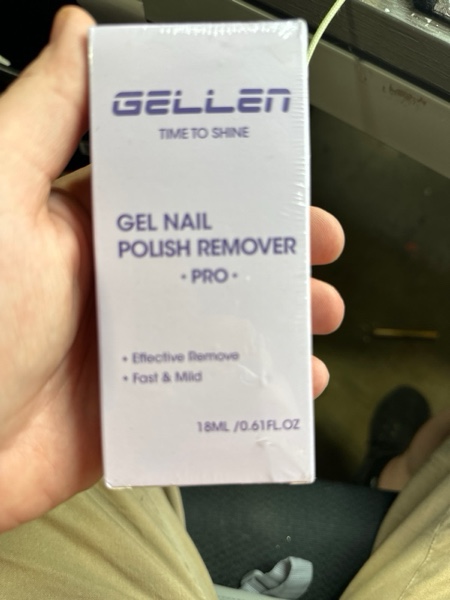 GELLEN
TIME TO SHINE
GEL NAIL
POLISH REMOVER
• PRO •
• Effective Remove
• Fast & Mild
18ML /0.61FL.OZ